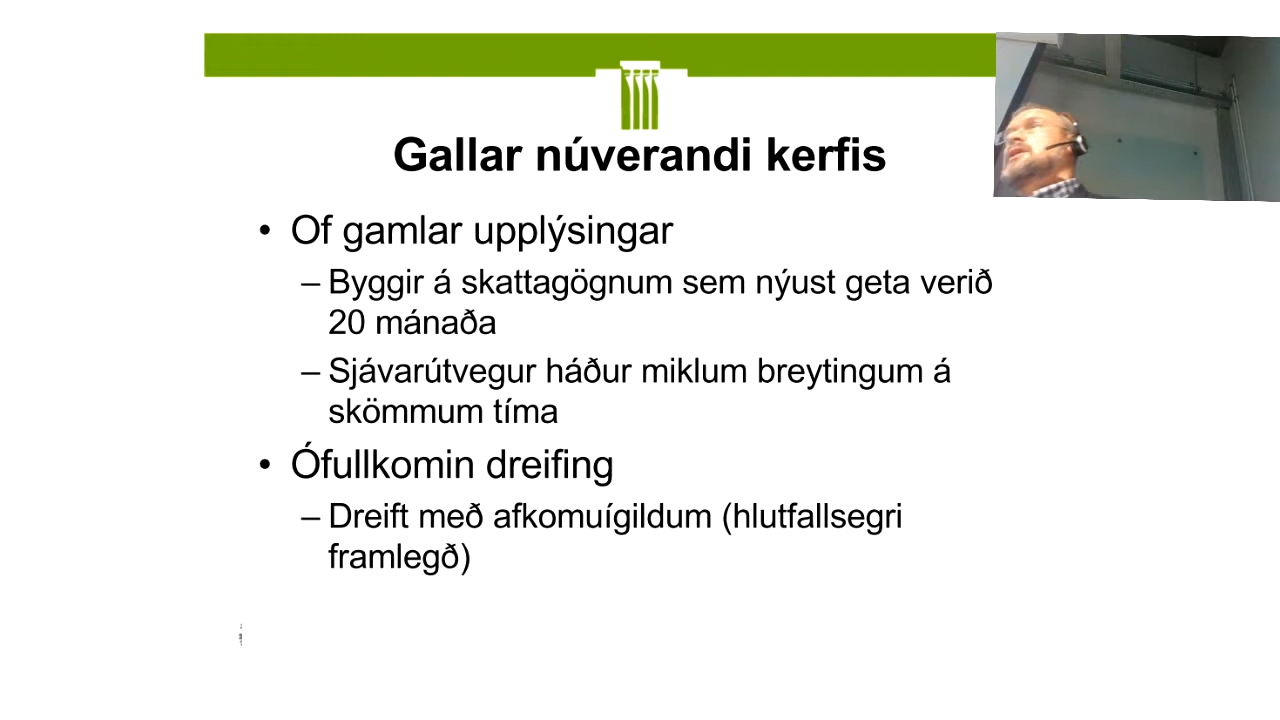 Gallar núverandi kerfis
• Of gamlar upplýsingar
– Byggir á skattagögnum sem nýust geta verið
20 mánaða
– Sjávarútvegur háður miklum breytingum á
skömmum tíma
• Ófullkomin dreifing
– Dreift með afkomuígildum (hlutfallsegri
framlegð)